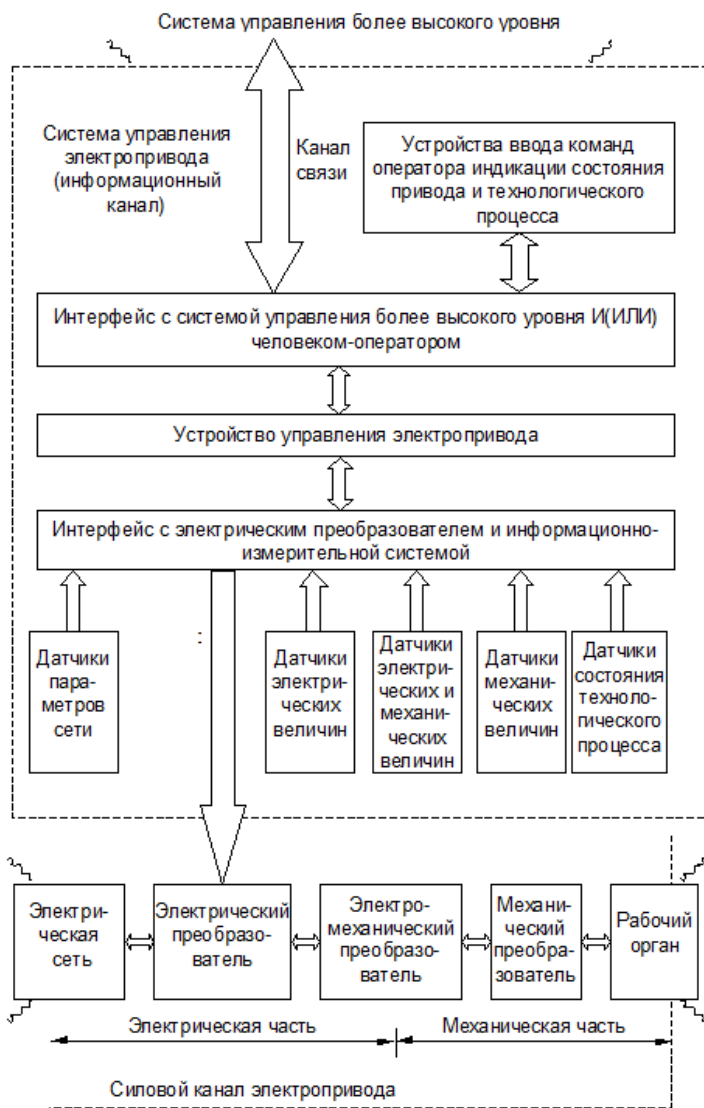 Система управления более высокого уровня
Система управления
электропривода
(информационный
канал)
Канал
связи
Устройства ввода команд
оператора индикации состояния
привода и технологического
процесса
Интерфейс с системой управления более высокого уровня И(ИЛИ)
человеком-оператором
Устройство управления электропривода
Интерфейс с электрическим преобразователем и информационно-
измерительной системой
:
Датчики
пара-
метров
сети
Датчики
электри-
ческих
величин
Датчики
электри-
ческих и
механи-
ческих
величин
Датчики
механи-
ческих
величин
Датчики
состояния
техноло-
гического
процесса
Электри-
ческая
сеть
Электрический
преобразо-
ватель
Электро-
механический
преобразо-
ватель
Механи-
ческий
преобра-
зователь
Рабочий
орган
Электрическая часть
Механическая часть
Силовой канал электропривода